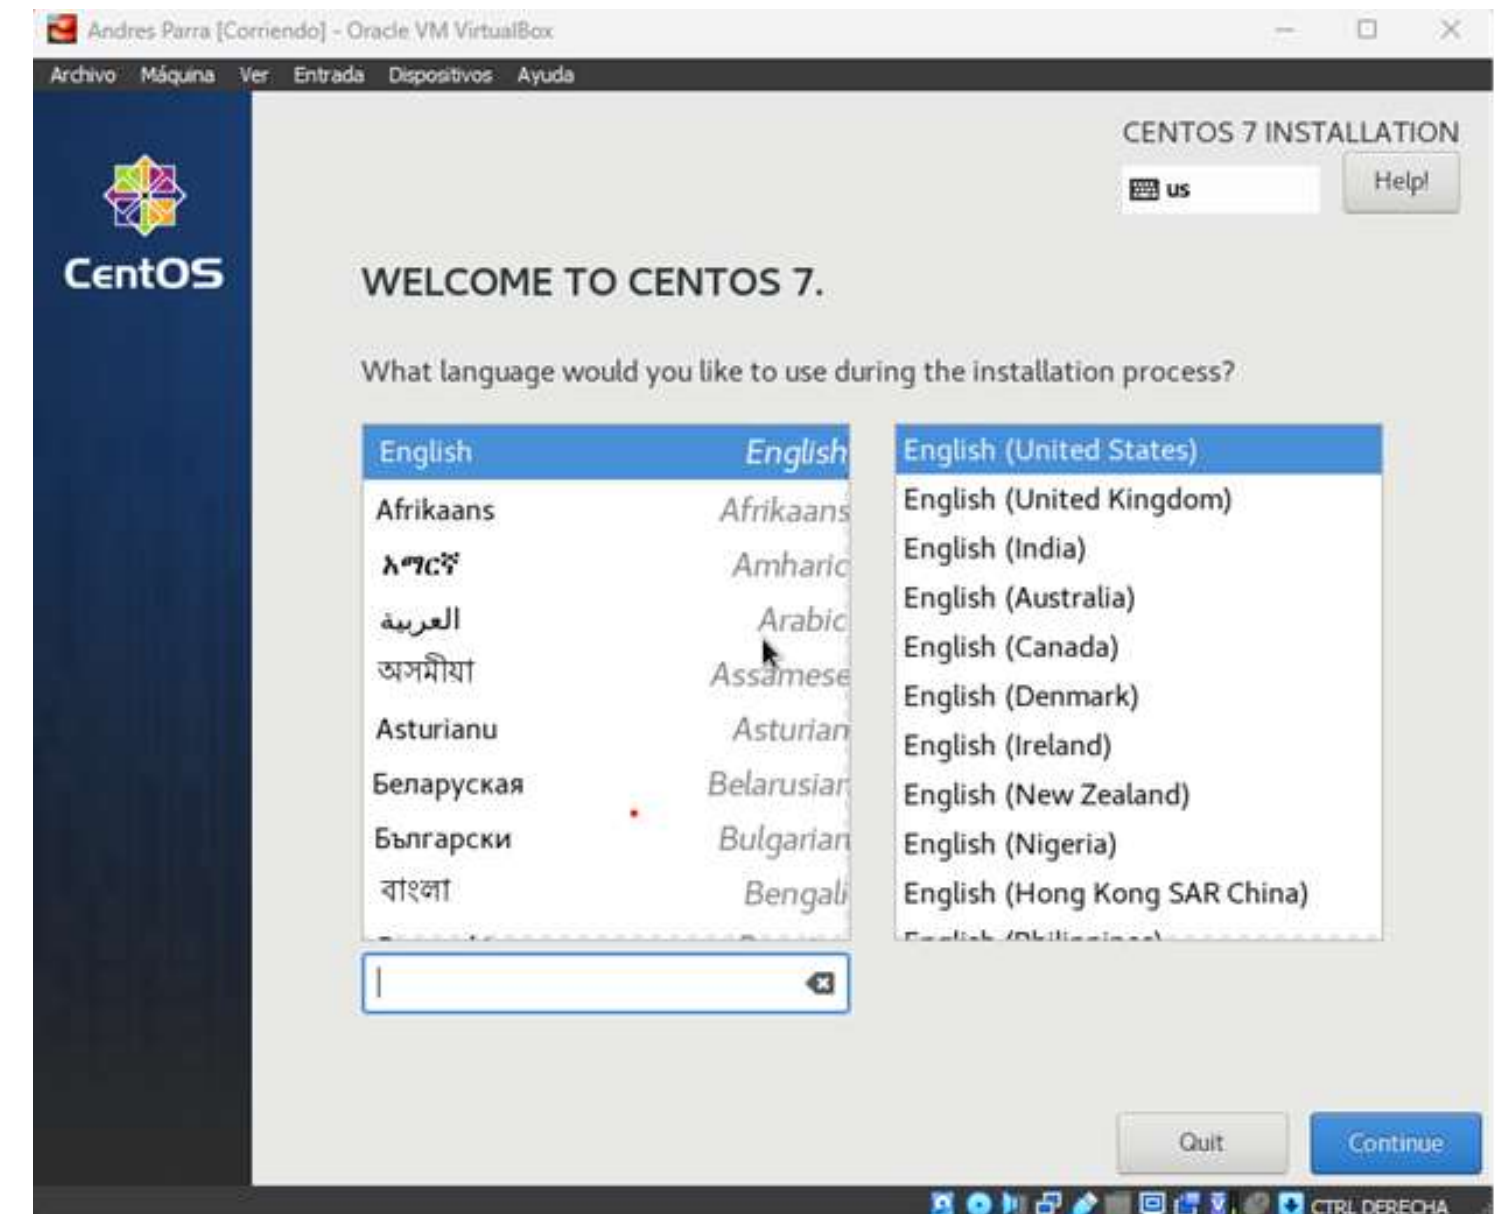 Andres Parra [Corriendo] - Oracle VM VirtualBox
Archivo Máquina Ver Entrada Dispositivos Ayuda
CENTOS 7 INSTALLATION
us Help!
CentOS
WELCOME TO CENTOS 7.
What language would you like to use during the installation process?
English English
Afrikaans Afrikaans
አማርኛ Amharic
العربية Arabic
অসমীয়া Assamese
Asturianu Asturian
Беларуская Belarusian
Български Bulgarian
বাংলা Bengali
English (United States)
English (United Kingdom)
English (India)
English (Australia)
English (Canada)
English (Denmark)
English (Ireland)
English (New Zealand)
English (Nigeria)
English (Hong Kong SAR China)
English (Philippines)
Quit Continue
CTRL DERECHA